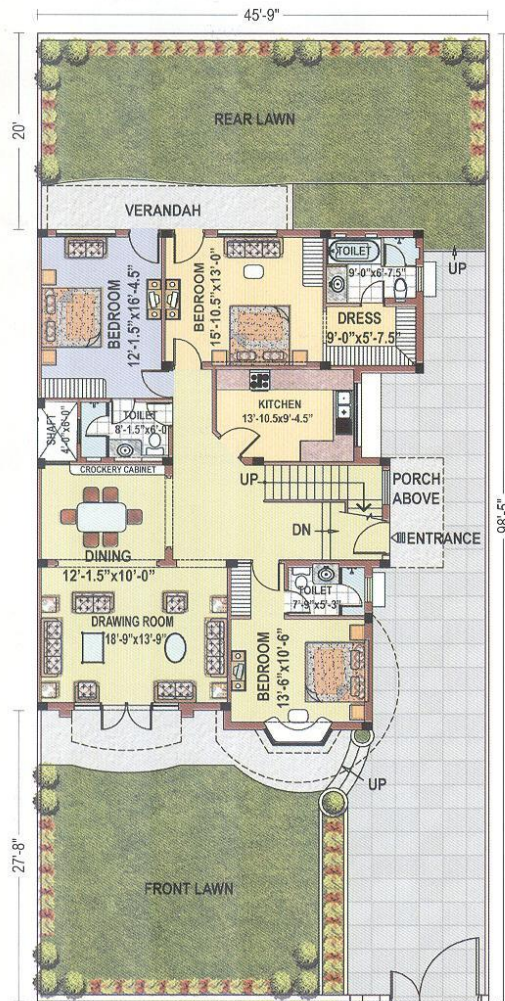 45'-9"
20'
REAR LAWN
VERANDAH
UP
BEDROOM
12'-1.5"x16'-4.5"
BEDROOM
15'-10.5"x13'-0"
TOILET
9'-0"x6'-7.5"
DRESS
9'-0"x5'-7.5"
KITCHEN
13'-10.5x9'-4.5"
SHAFT
4'-0"x6'-0"
TOILET
8'-1.5"x6'-0
CROCKERY CABINET
UP
PORCH
ABOVE
DN
ENTRANCE
98'-5"
DINING
12'-1.5"x10'-0"
TOILET
7'-9"x5'-3"
DRAWING ROOM
18'-9"x13'-9"
BEDROOM
13'-6"x10'-6"
UP
27'-8"
FRONT LAWN